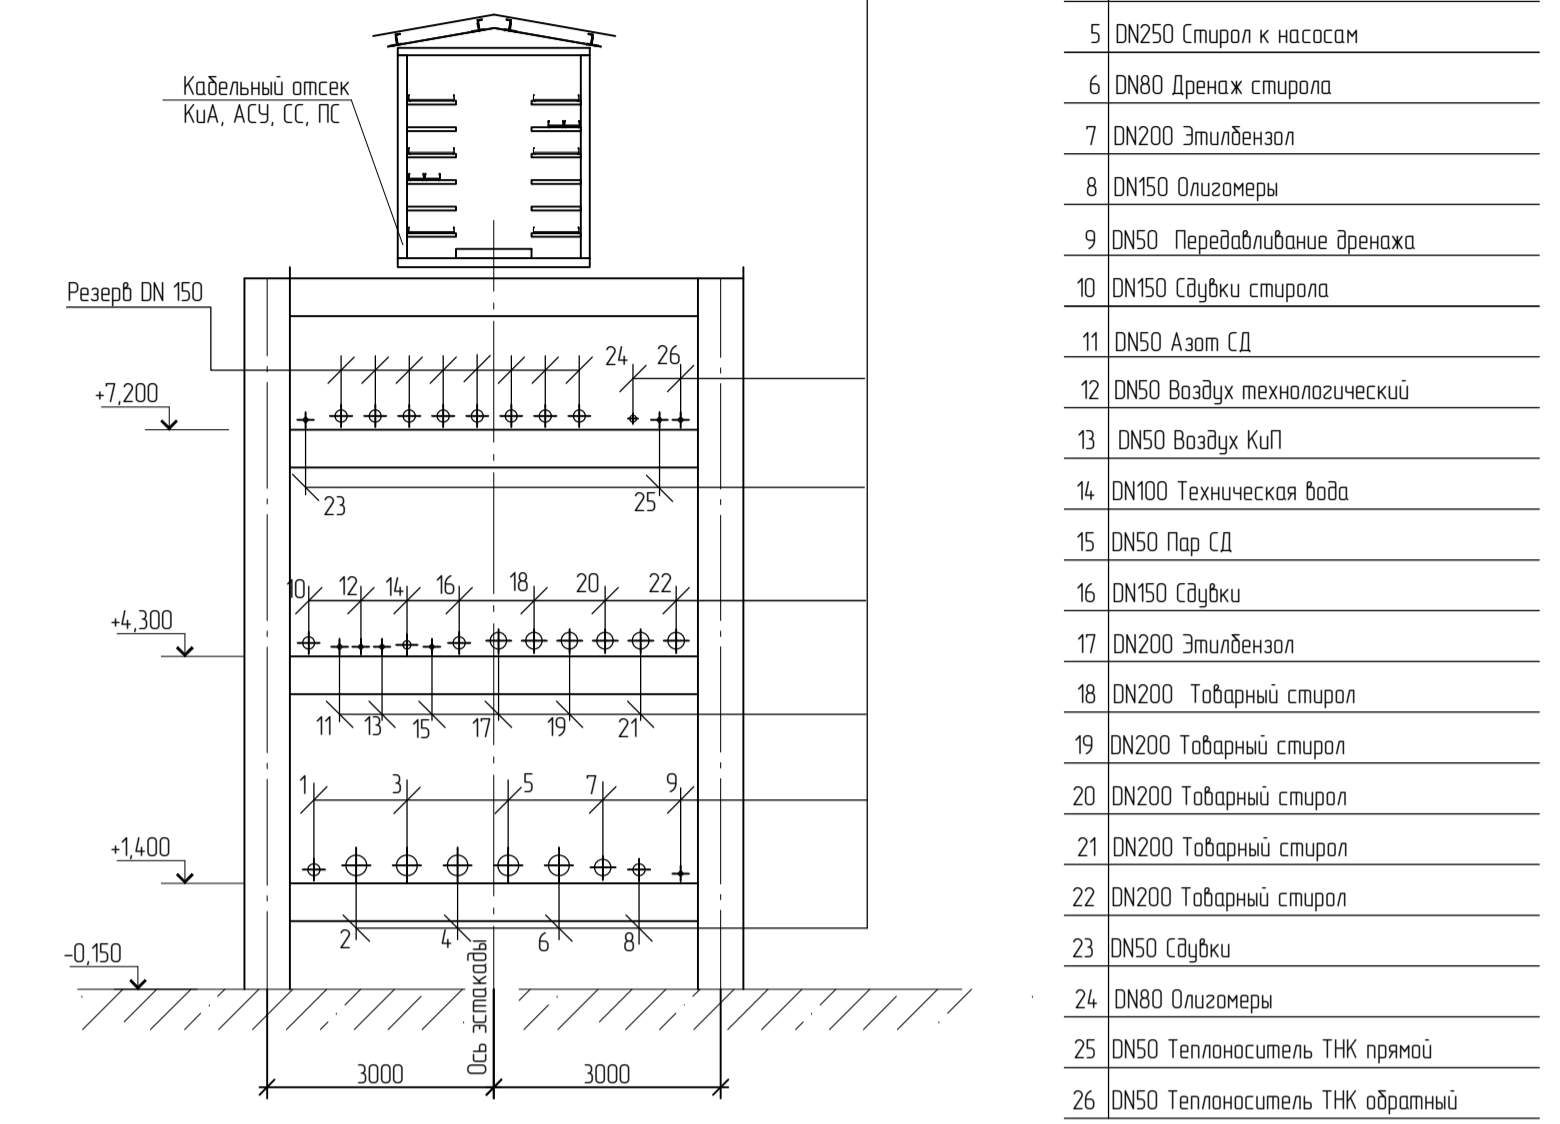 Кабельный отсек
КиА, АСУ, СС, ПС
Резерв DN 150
24
26
+7,200
23
25
10
12
14
16
18
20
22
+4,300
11
13
15
17
19
21
1
3
5
7
9
+1,400
2
4
6
8
-0,150
Ось эстакады
3000
3000
5 DN250 Стирол к насосам
6 DN80 Дренаж стирола
7 DN200 Этилбензол
8 DN150 Олигомеры
9 DN50 Передавливание дренажа
10 DN150 Сдувки стирола
11 DN50 Азот СД
12 DN50 Воздух технологический
13 DN50 Воздух КиП
14 DN100 Техническая вода
15 DN50 Пар СД
16 DN150 Сдувки
17 DN200 Этилбензол
18 DN200 Товарный стирол
19 DN200 Товарный стирол
20 DN200 Товарный стирол
21 DN200 Товарный стирол
22 DN200 Товарный стирол
23 DN50 Сдувки
24 DN80 Олигомеры
25 DN50 Теплоноситель ТНК прямой
26 DN50 Теплоноситель ТНК обратный